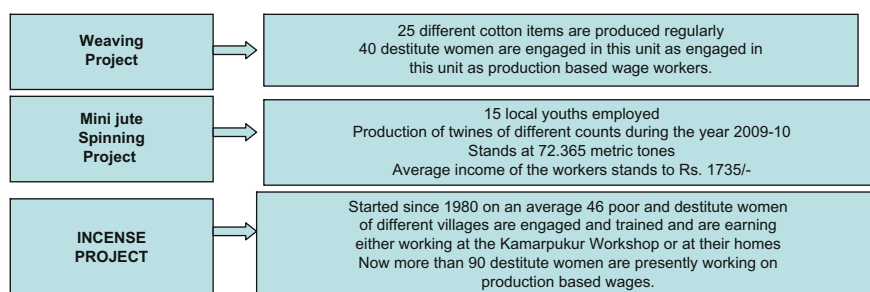 Weaving
Project
25 different cotton items are produced regularly
40 destitute women are engaged in this unit as engaged in
this unit as production based wage workers.
Mini jute
Spinning
Project
15 local youths employed
Production of twines of different counts during the year 2009-10
Stands at 72.365 metric tones
Average income of the workers stands to Rs. 1735/-
INCENSE
PROJECT
Started since 1980 on an average 46 poor and destitute women
of different villages are engaged and trained and are earning
either working at the Kamarpukur Workshop or at their homes
Now more than 90 destitute women are presently working on
production based wages.